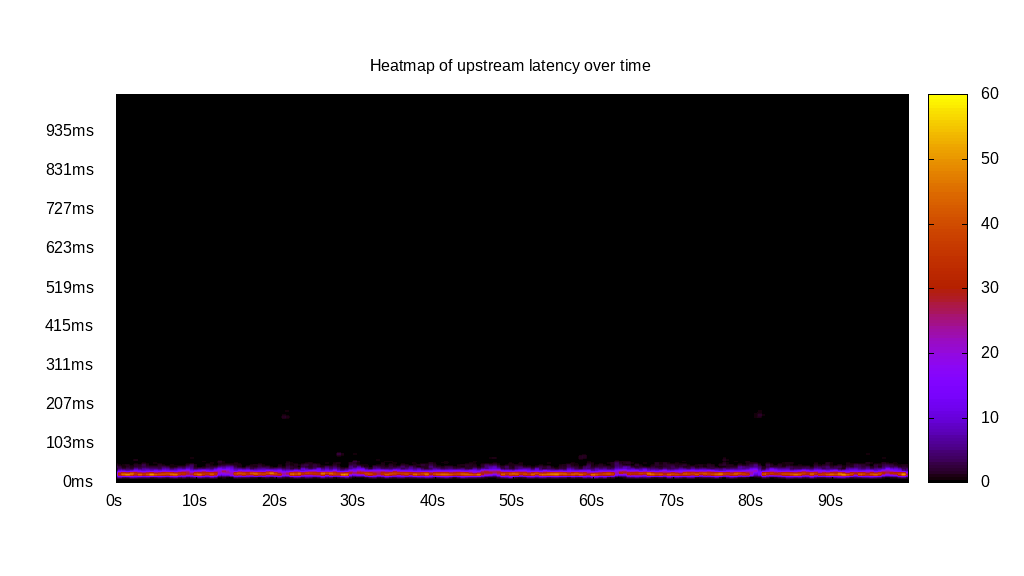 Heatmap of upstream latency over time
935ms
831ms
727ms
623ms
519ms
415ms
311ms
207ms
103ms
0ms
0s 10s 20s 30s 40s 50s 60s 70s 80s 90s
60
50
40
30
20
10
0